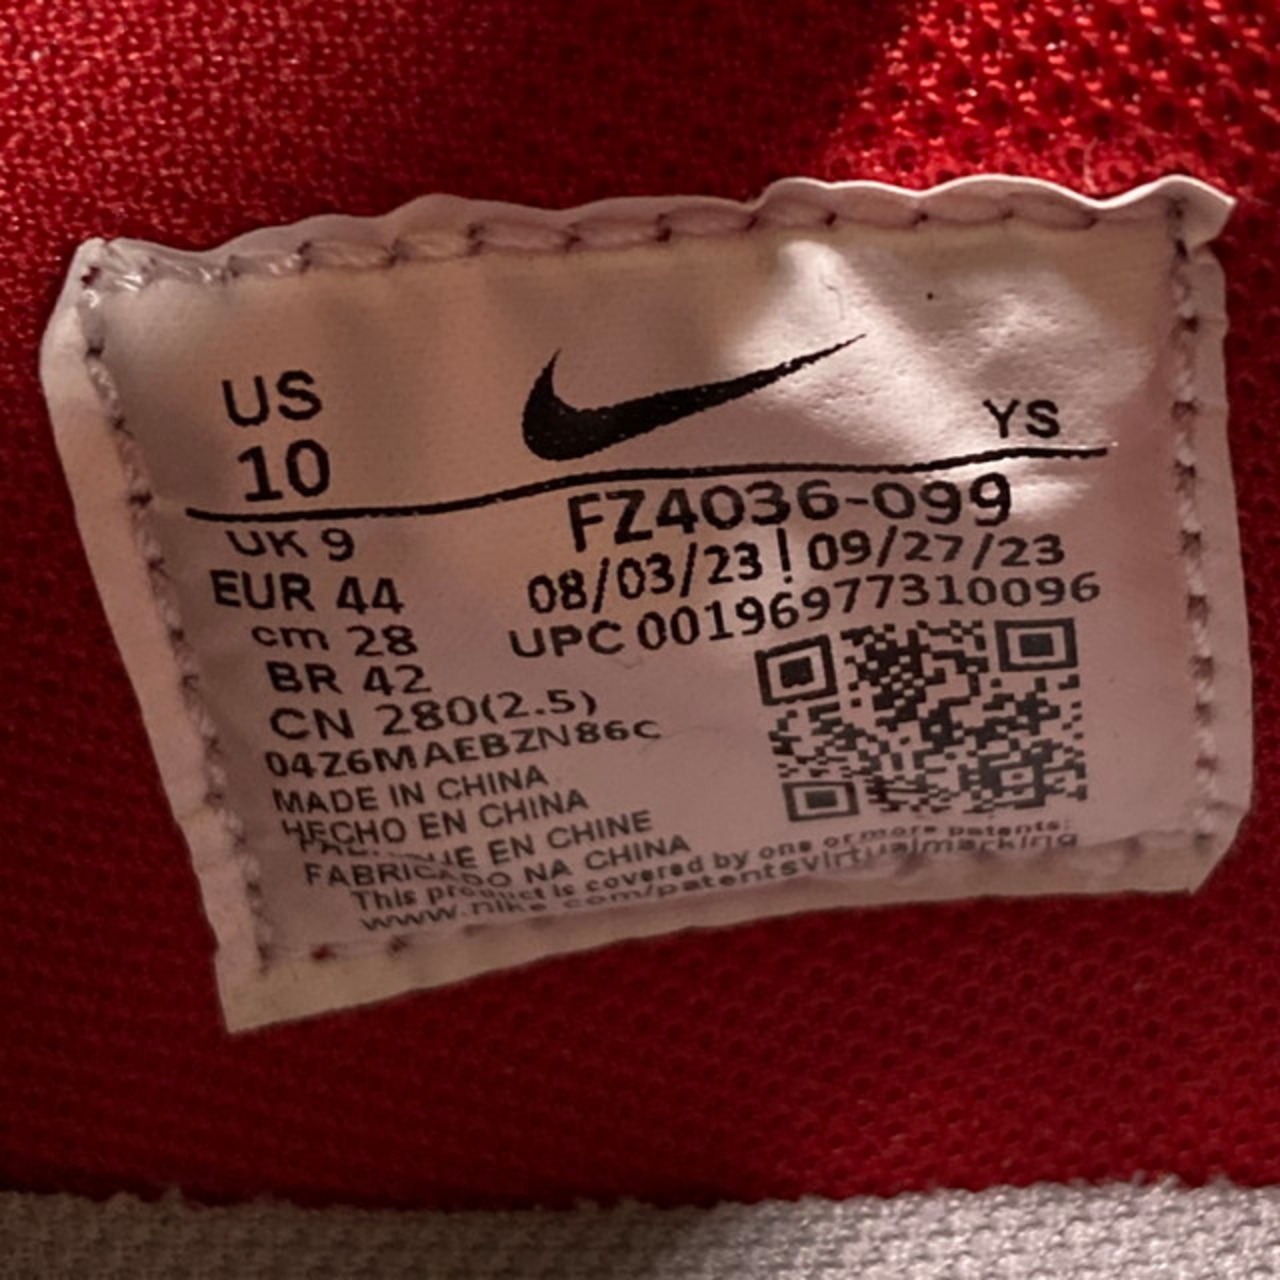 US
10
YS
UK 9
EUR 44
cm 28
BR 42
CN 280(2.5)
FZ4036-099
08/03/23 ! 09/27/23
UPC 00196977310096
04Z6MAEBZN86C
MADE IN CHINA
HECHO EN CHINA
EN CHINE
FABRICADO NA CHINA
This product is covered by one or more patents:
www.nike.com/patentsvirtualmarking